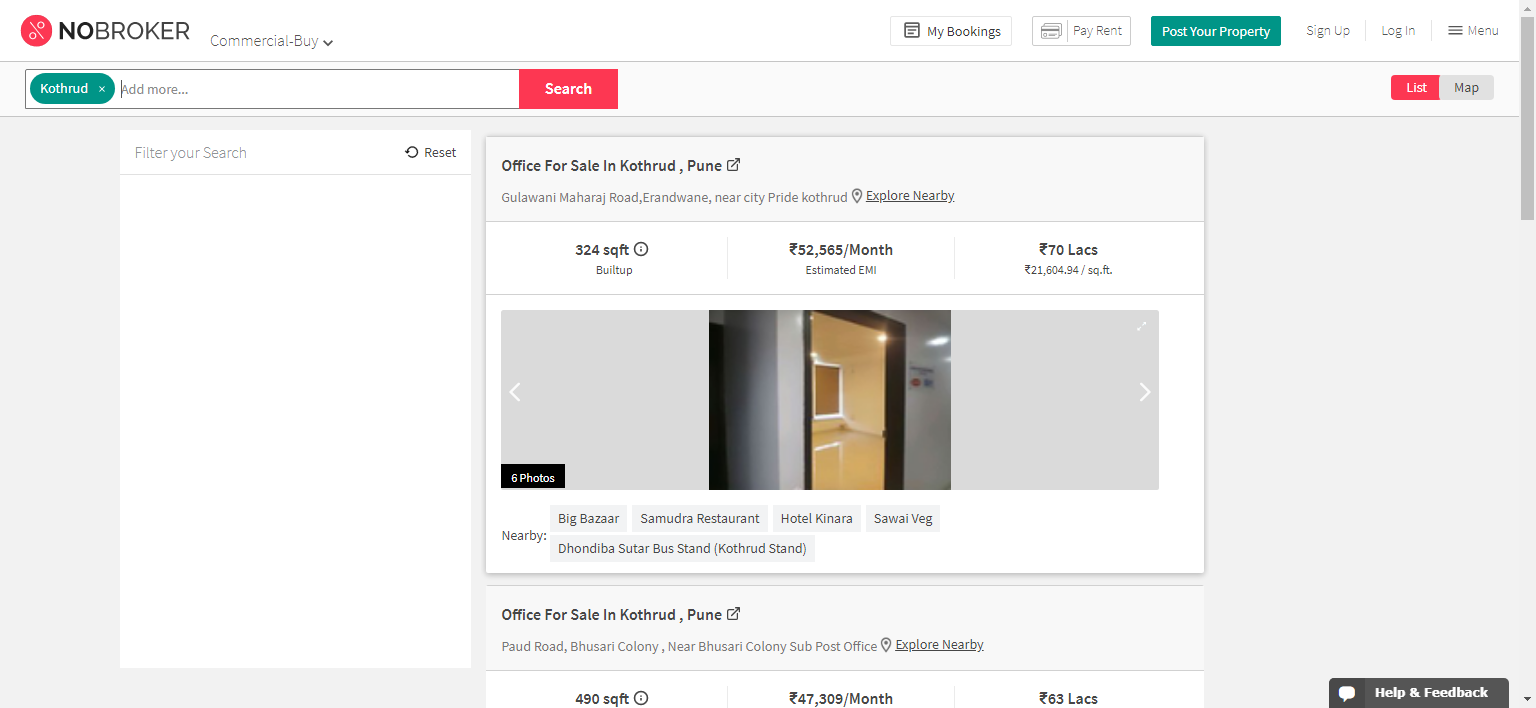 NOBROKER
Commercial-Buy
My Bookings
Pay Rent
Post Your Property
Sign Up
Log In
Menu
Kothrud ×
Add more...
Search
List
Map
Filter your Search
Reset
Office For Sale In Kothrud , Pune
Gulawani Maharaj Road,Erandwane, near city Pride kothrud Explore Nearby
324 sqft
₹52,565/Month
₹70 Lacs
Builtup
Estimated EMI
₹21,604.94 / sq.ft.
6 Photos
Nearby:
Big Bazaar
Samudra Restaurant
Hotel Kinara
Sawai Veg
Dhondiba Sutar Bus Stand (Kothrud Stand)
Office For Sale In Kothrud , Pune
Paud Road, Bhusari Colony , Near Bhusari Colony Sub Post Office Explore Nearby
490 sqft
₹47,309/Month
₹63 Lacs
Help & Feedback